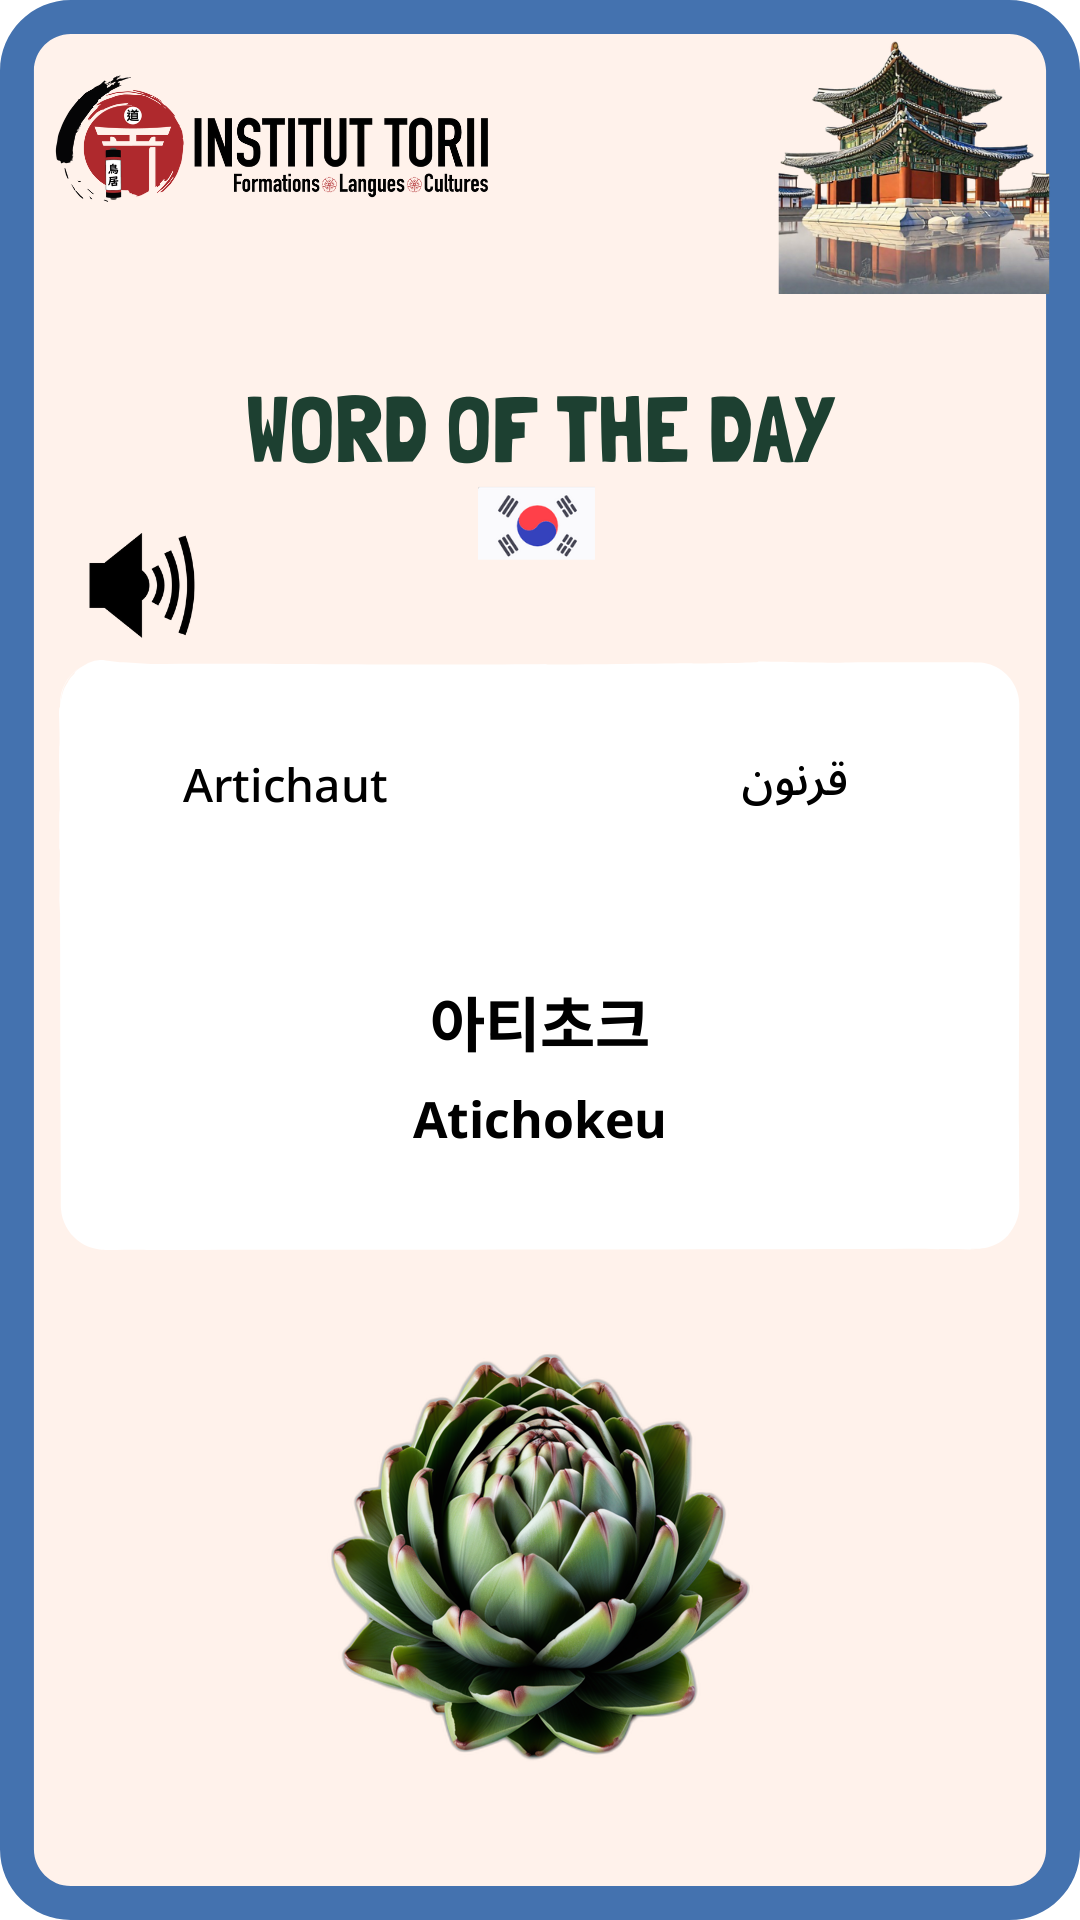 道
鳥居
INSTITUT TORII
Formations Langues Cultures
WORD OF THE DAY
Artichaut
قرنون
아티초크
Atichokeu